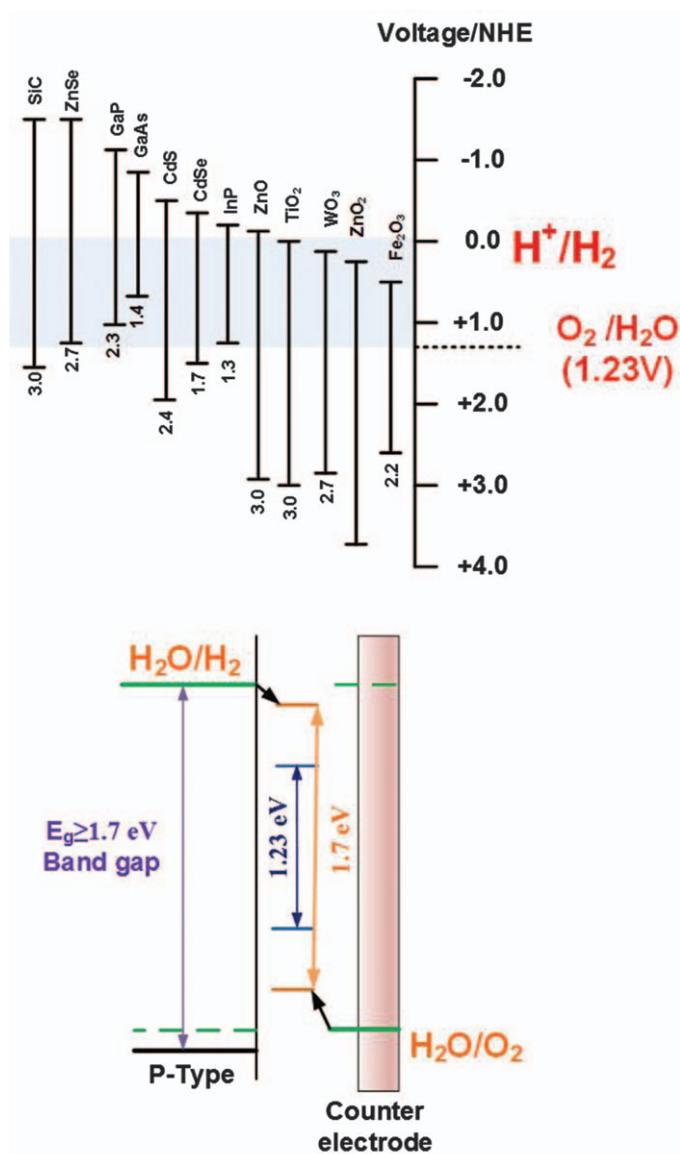 Voltage/NHE
SiC
ZnSe
GaP
GaAs
CdS
CdSe
InP
ZnO
TiO₂
WO₃
ZnO₂
Fe₂O₃
-2.0
-1.0
0.0
+1.0
+2.0
+3.0
+4.0
H⁺/H₂
O₂ /H₂O
(1.23V)
3.0
2.7
2.3
1.4
2.4
1.7
1.3
3.0
3.0
2.7
2.2
H₂O/H₂
Eg≥1.7 eV
Band gap
1.23 eV
1.7 eV
P-Type
H₂O/O₂
Counter
electrode